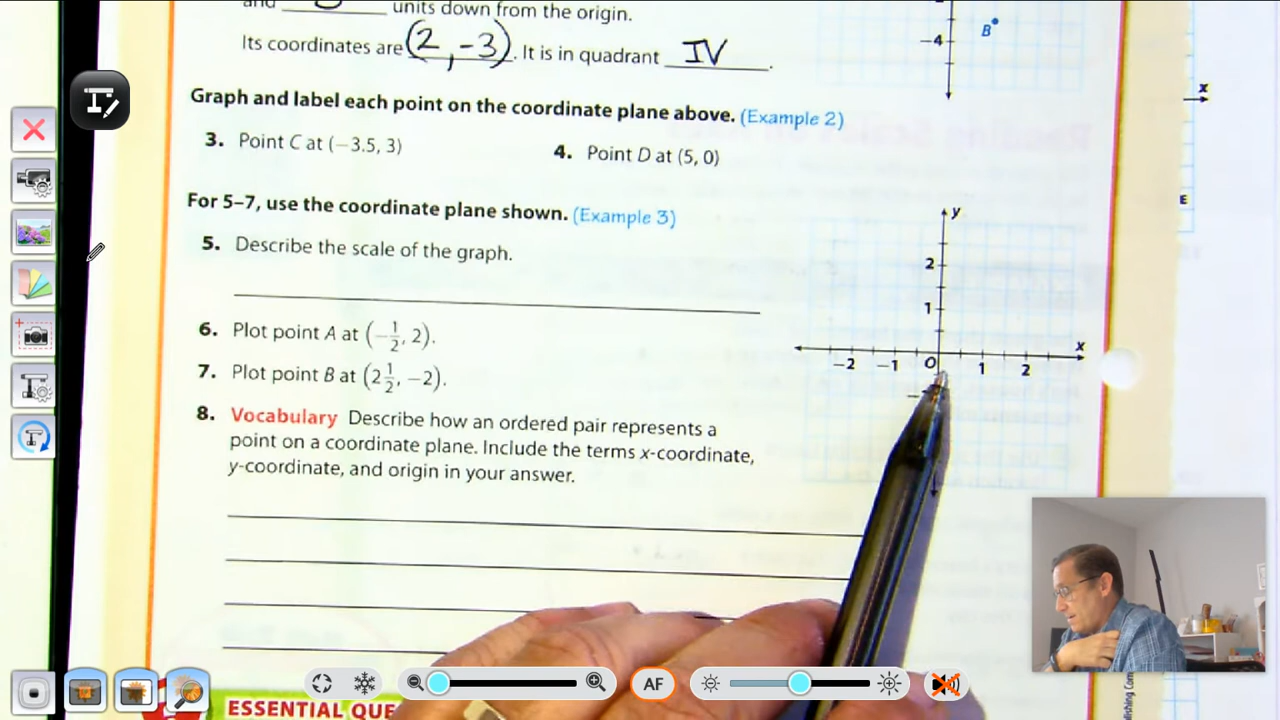 units down from the origin.
Its coordinates are (2, -3). It is in quadrant IV.
B
-4
x
Graph and label each point on the coordinate plane above. (Example 2)
3. Point C at (−3.5, 3)
4. Point D at (5, 0)
E
For 5–7, use the coordinate plane shown. (Example 3)
5. Describe the scale of the graph.
y
2
1
x
−2 −1 O 1 2
6. Plot point A at (−1/2, 2).
7. Plot point B at (2 1/2, −2).
8. Vocabulary Describe how an ordered pair represents a
point on a coordinate plane. Include the terms x-coordinate,
y-coordinate, and origin in your answer.
AF
ESSENTIAL QUE